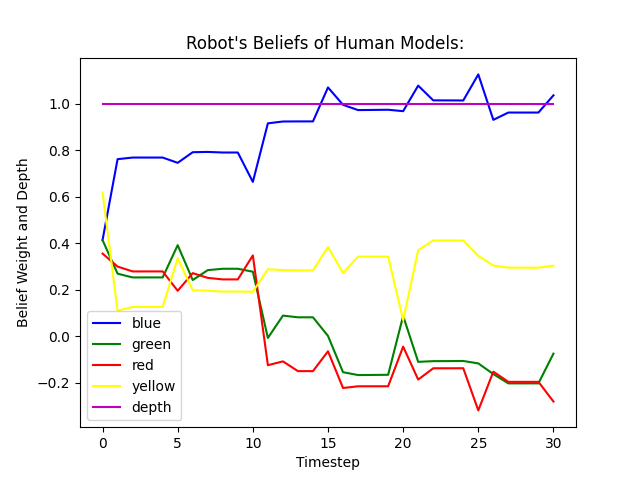 Robot's Beliefs of Human Models:
Belief Weight and Depth
1.0
0.8
0.6
0.4
0.2
0.0
−0.2
blue
green
red
yellow
depth
0 5 10 15 20 25 30
Timestep